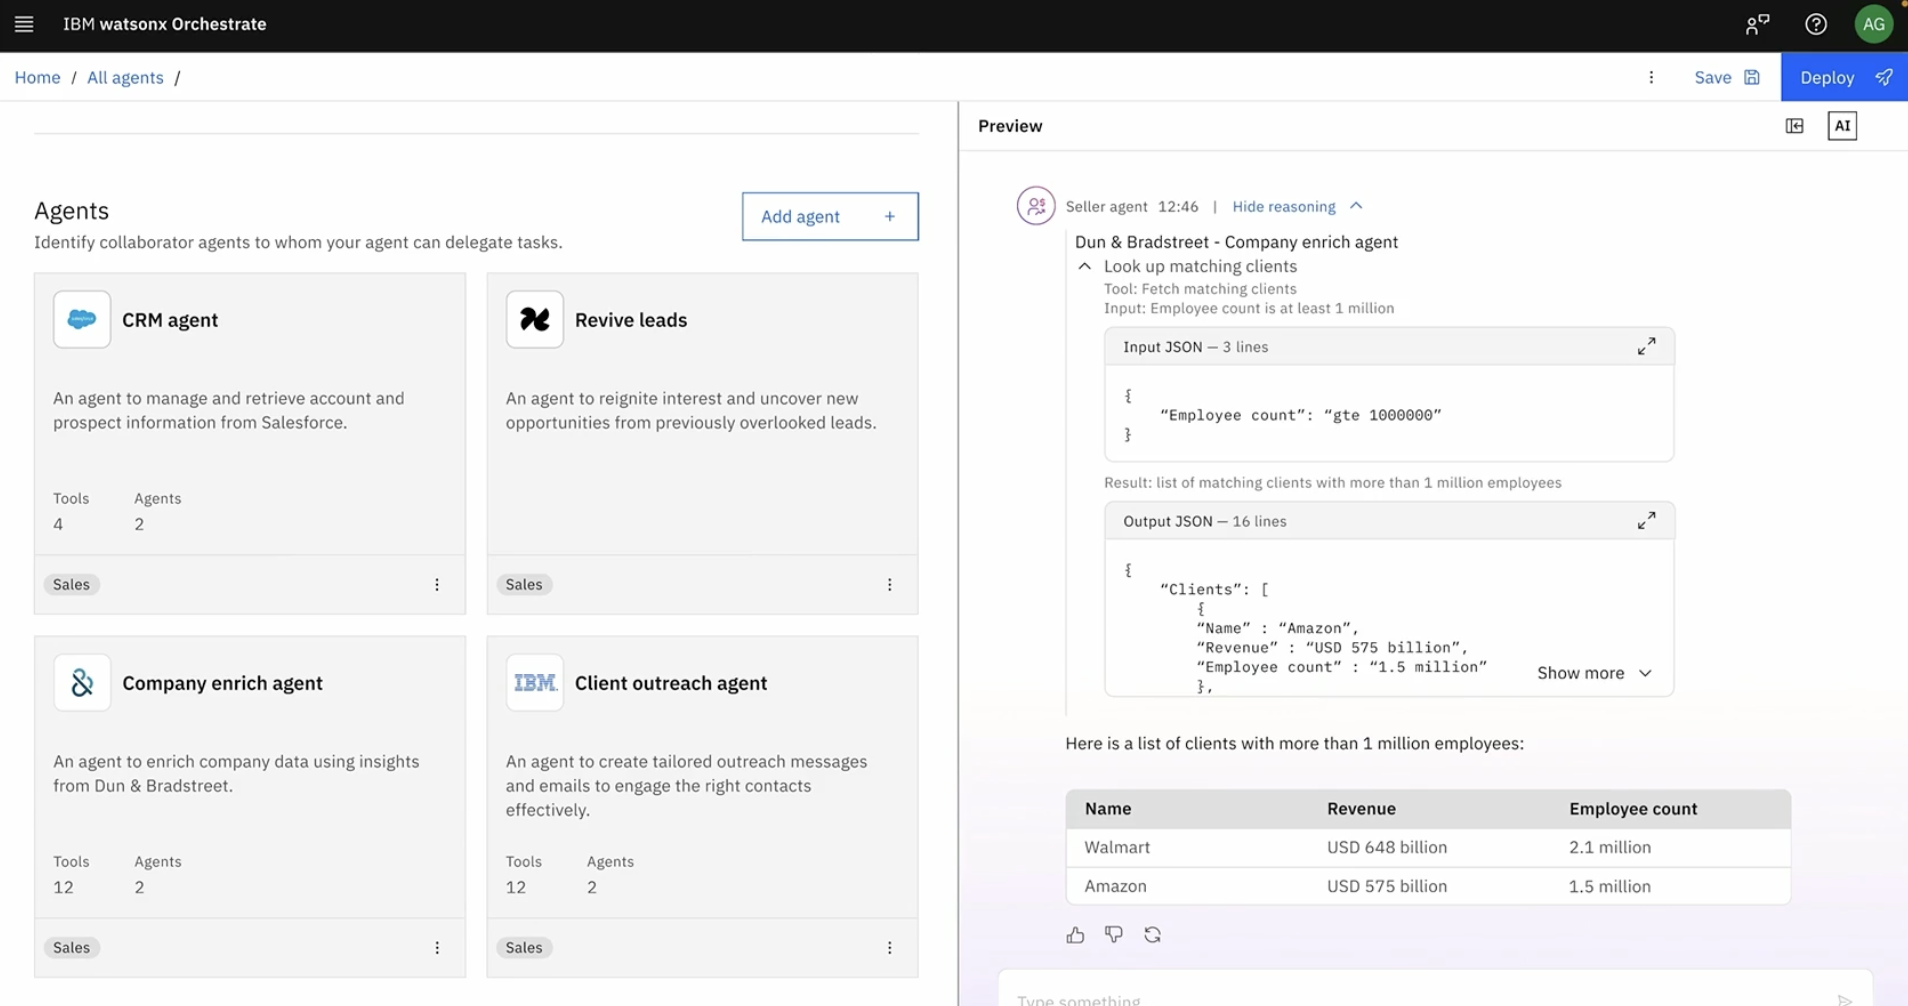 IBM watsonx Orchestrate
AG
Home / All agents /
Save
Deploy
Agents
Identify collaborator agents to whom your agent can delegate tasks.
Add agent +
salesforce
CRM agent
An agent to manage and retrieve account and
prospect information from Salesforce.
Tools Agents
4 2
Sales
Revive leads
An agent to reignite interest and uncover new
opportunities from previously overlooked leads.
Sales
Company enrich agent
An agent to enrich company data using insights
from Dun & Bradstreet.
Tools Agents
12 2
Sales
IBM.
Client outreach agent
An agent to create tailored outreach messages
and emails to engage the right contacts
effectively.
Tools Agents
12 2
Sales
Preview
AI
Seller agent 12:46 | Hide reasoning
Dun & Bradstreet - Company enrich agent
Look up matching clients
Tool: Fetch matching clients
Input: Employee count is at least 1 million
Input JSON — 3 lines
{
“Employee count”: “gte 1000000”
}
Result: list of matching clients with more than 1 million employees
Output JSON — 16 lines
{
“Clients”: [
{
“Name” : “Amazon”,
“Revenue” : “USD 575 billion”,
“Employee count” : “1.5 million”
},
Show more
Here is a list of clients with more than 1 million employees:
Name Revenue Employee count
Walmart USD 648 billion 2.1 million
Amazon USD 575 billion 1.5 million
Type something